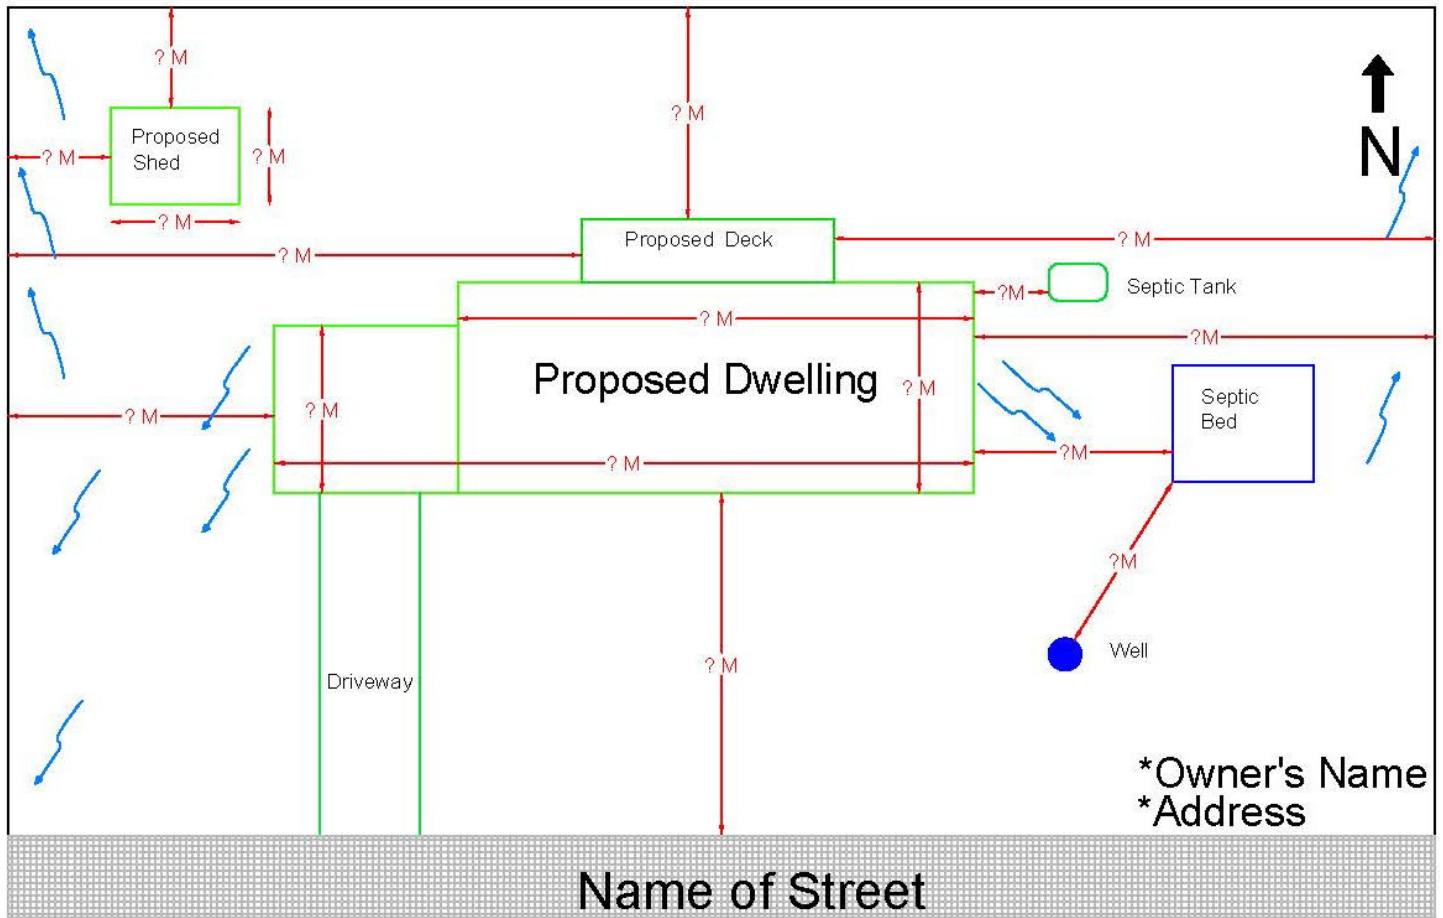 ? M
? M
? M
N
Proposed
Shed
? M
? M
? M
Proposed Deck
? M
? M
?M
Septic Tank
? M
?M
Proposed Dwelling
? M
Septic
Bed
? M
? M
? M
?M
?M
? M
Well
Driveway
*Owner's Name
*Address
Name of Street